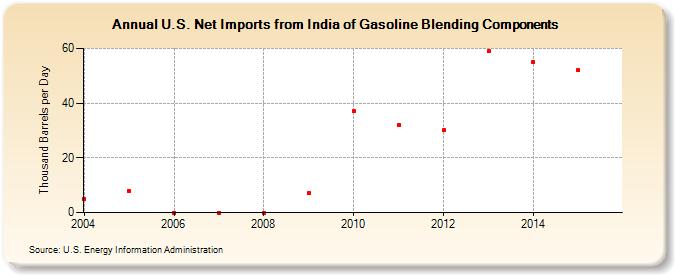 Annual U.S. Net Imports from India of Gasoline Blending Components
Thousand Barrels per Day
60
40
20
0
2004 2006 2008 2010 2012 2014
Source: U.S. Energy Information Administration